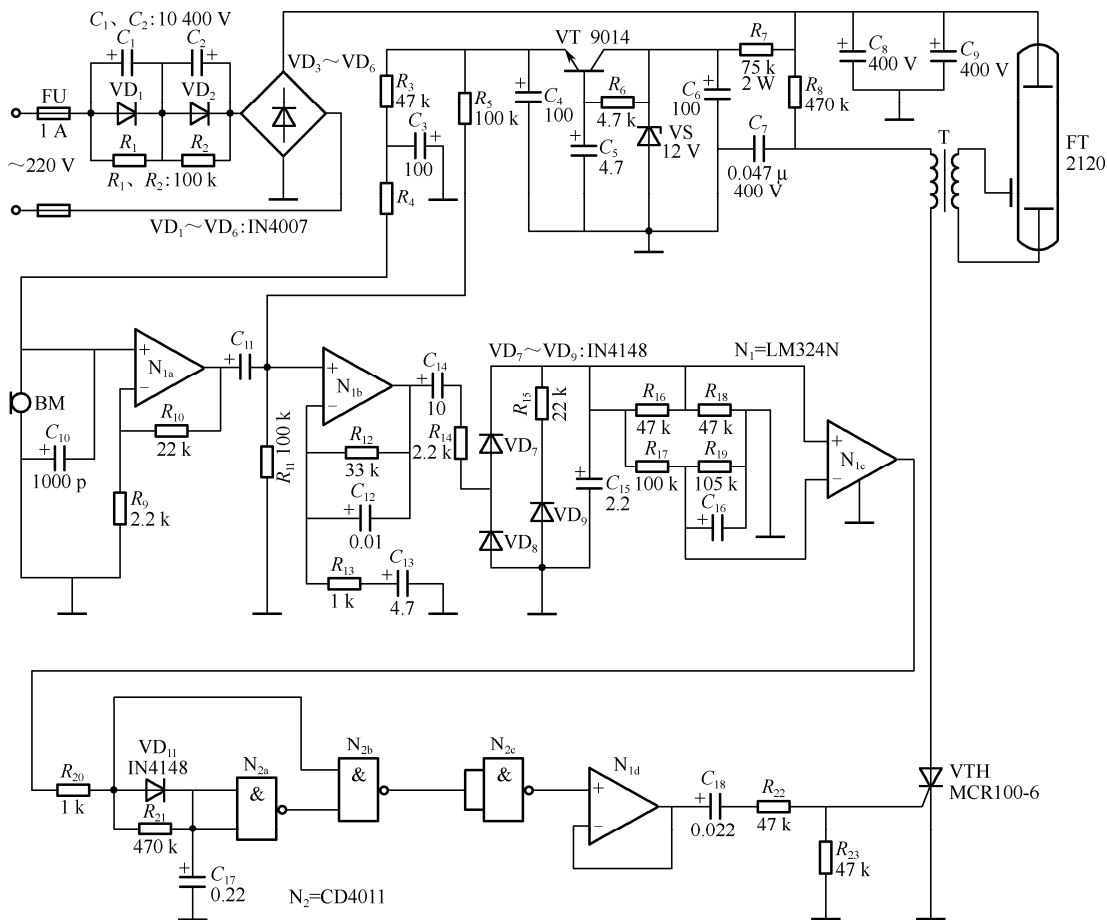 C₁、C₂:10 400 V
C₁
C₂
VD₃～VD₆
FU
VD₁
VD₂
1 A
～220 V
R₁
R₂
R₁、R₂:100 k
VD₁～VD₆:IN4007
R₃
47 k
C₃
100
R₄
R₅
100 k
C₄
100
VT 9014
R₆
4.7 k
C₅
4.7
VS
12 V
C₆
100
R₇
75 k
2 W
R₈
470 k
C₇
0.047 μ
400 V
C₈
400 V
C₉
400 V
T
FT
2120
BM
C₁₀
1000 p
N₁ₐ
+
−
R₁₀
22 k
R₉
2.2 k
C₁₁
R₁₁ 100 k
N₁b
+
−
R₁₂
33 k
C₁₂
0.01
R₁₃
1 k
C₁₃
4.7
C₁₄
10
R₁₄
2.2 k
VD₇～VD₉:IN4148
N₁=LM324N
VD₇
VD₈
R₁₅
22 k
VD₉
C₁₅
2.2
R₁₆
47 k
R₁₈
47 k
R₁₇
100 k
R₁₉
105 k
C₁₆
N₁c
+
−
R₂₀
1 k
VD₁₁
IN4148
R₂₁
470 k
C₁₇
0.22
N₂ₐ
&
N₂b
&
N₂c
&
N₂=CD4011
N₁d
+
−
C₁₈
0.022
R₂₂
47 k
R₂₃
47 k
VTH
MCR100-6